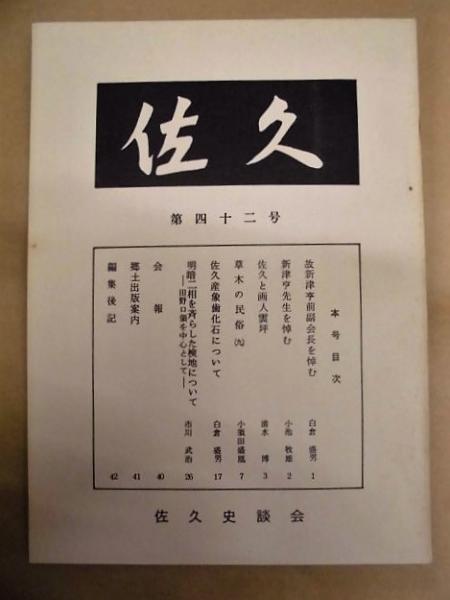 佐久
第四十二号
本号目次
故新津亨前副会長を悼む 白倉盛男 1
新津亨先生を悼む 小池牧雄 2
佐久と画人雲坪 清水博 3
草木の民俗(九) 小須田盛凰 7
佐久産象歯化石について 白倉盛男 17
明暗二相を斉らした検地について
―田野口領を中心として― 市川武治 26
会報 40
郷土出版案内 41
編集後記 42
佐久史談会